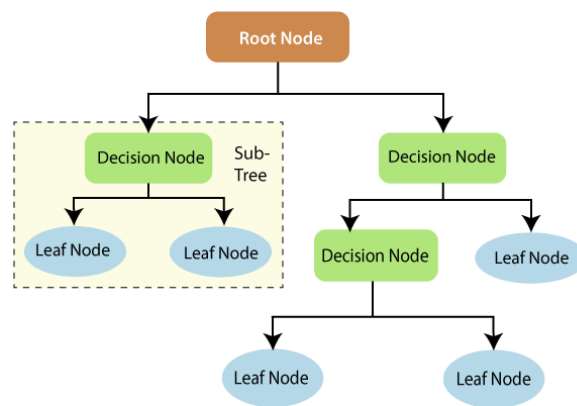 Root Node
Decision Node
Sub-
Tree
Decision Node
Leaf Node
Leaf Node
Decision Node
Leaf Node
Leaf Node
Leaf Node